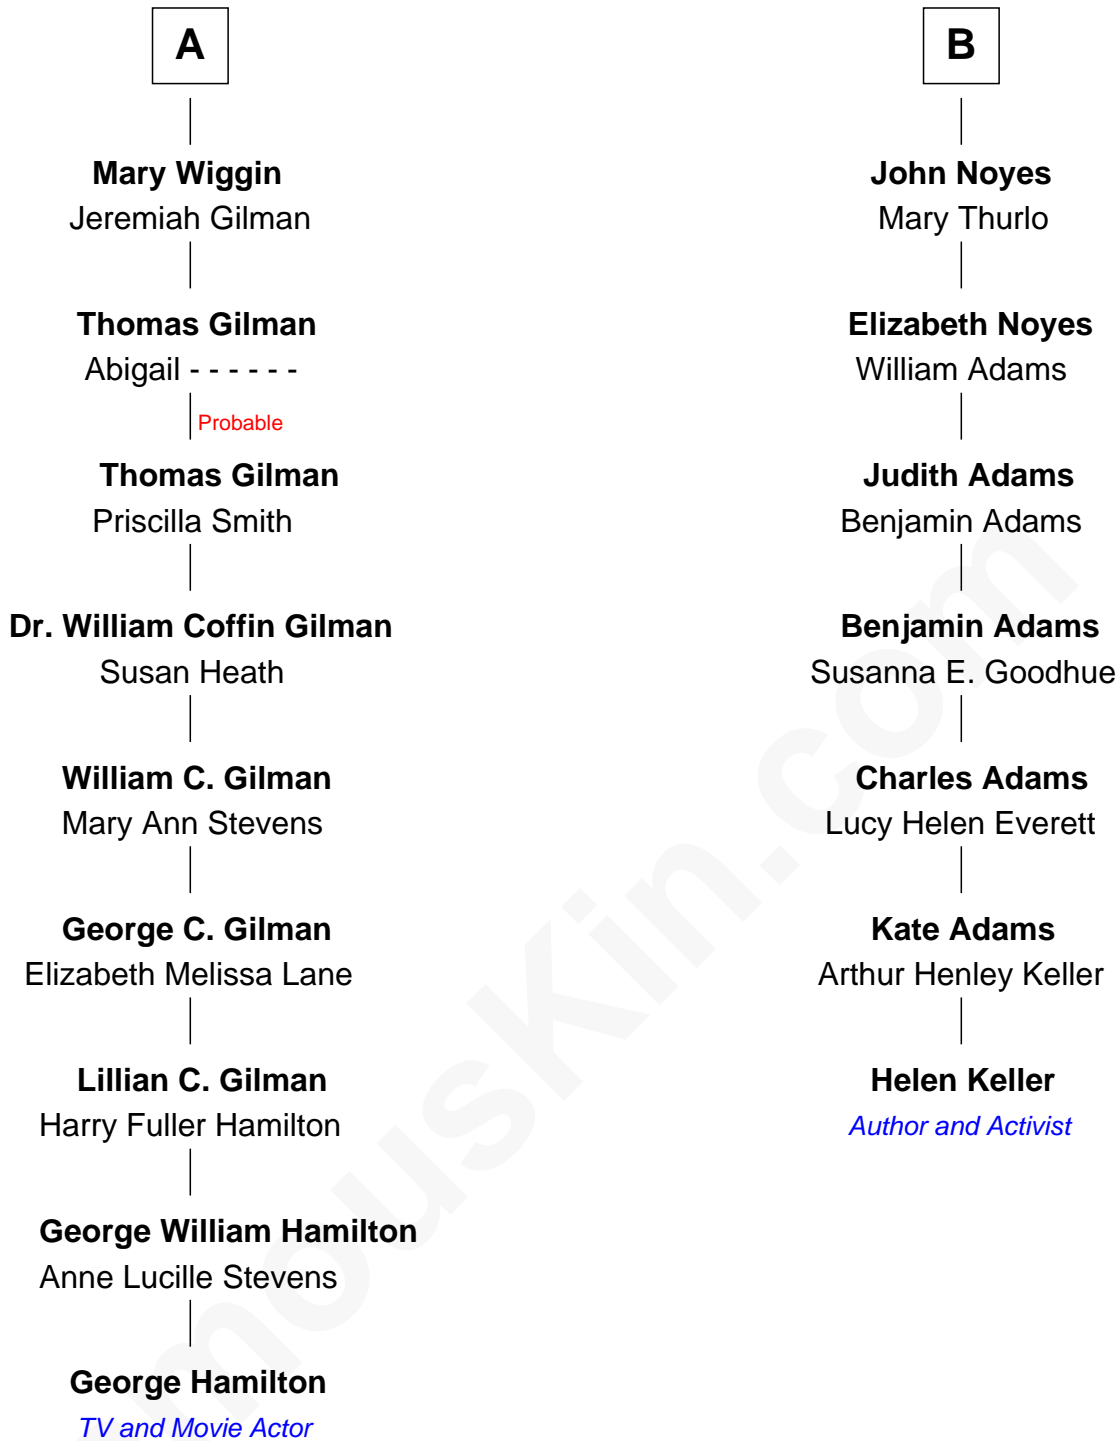 A
Mary Wiggin
Jeremiah Gilman
Thomas Gilman
Abigail - - - - - -
Probable
Thomas Gilman
Priscilla Smith
Dr. William Coffin Gilman
Susan Heath
William C. Gilman
Mary Ann Stevens
George C. Gilman
Elizabeth Melissa Lane
Lillian C. Gilman
Harry Fuller Hamilton
George William Hamilton
Anne Lucille Stevens
George Hamilton
TV and Movie Actor
B
John Noyes
Mary Thurlo
Elizabeth Noyes
William Adams
Judith Adams
Benjamin Adams
Benjamin Adams
Susanna E. Goodhue
Charles Adams
Lucy Helen Everett
Kate Adams
Arthur Henley Keller
Helen Keller
Author and Activist
mousKin.com